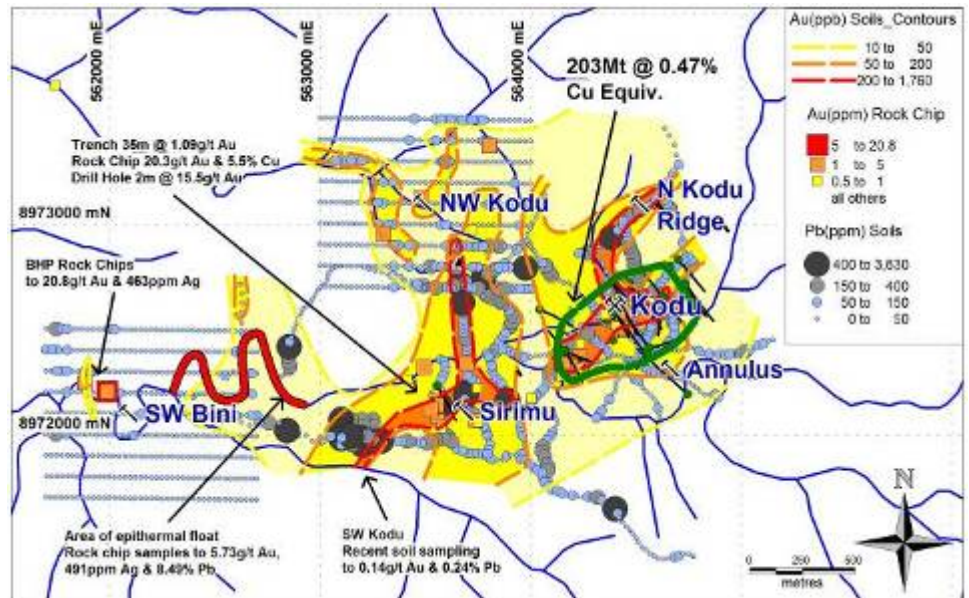 562000 mE
563000 mE
564000 mE
203Mt @ 0.47%
Cu Equiv.
Trench 35m @ 1.09g/t Au
Rock Chip 20.3g/t Au & 5.5% Cu
Drill Hole 2m @ 15.5g/t Au
NW Kodu
N Kodu
Ridge
8973000 mN
BHP Rock Chips
to 20.8g/t Au & 463ppm Ag
Kodu
Annulus
SW Bini
Sirimu
8972000 mN
Area of epithermal float
Rock chip samples to 5.73g/t Au,
491ppm Ag & 8.49% Pb
SW Kodu
Recent soil sampling
to 0.14g/t Au & 0.24% Pb
Au(ppb) Soils_Contours
10 to 50
50 to 200
200 to 1,760
Au(ppm) Rock Chip
5 to 20.8
1 to 5
0.5 to 1
all others
Pb(ppm) Soils
400 to 3,630
150 to 400
50 to 150
0 to 50
N
0 250 500
metres